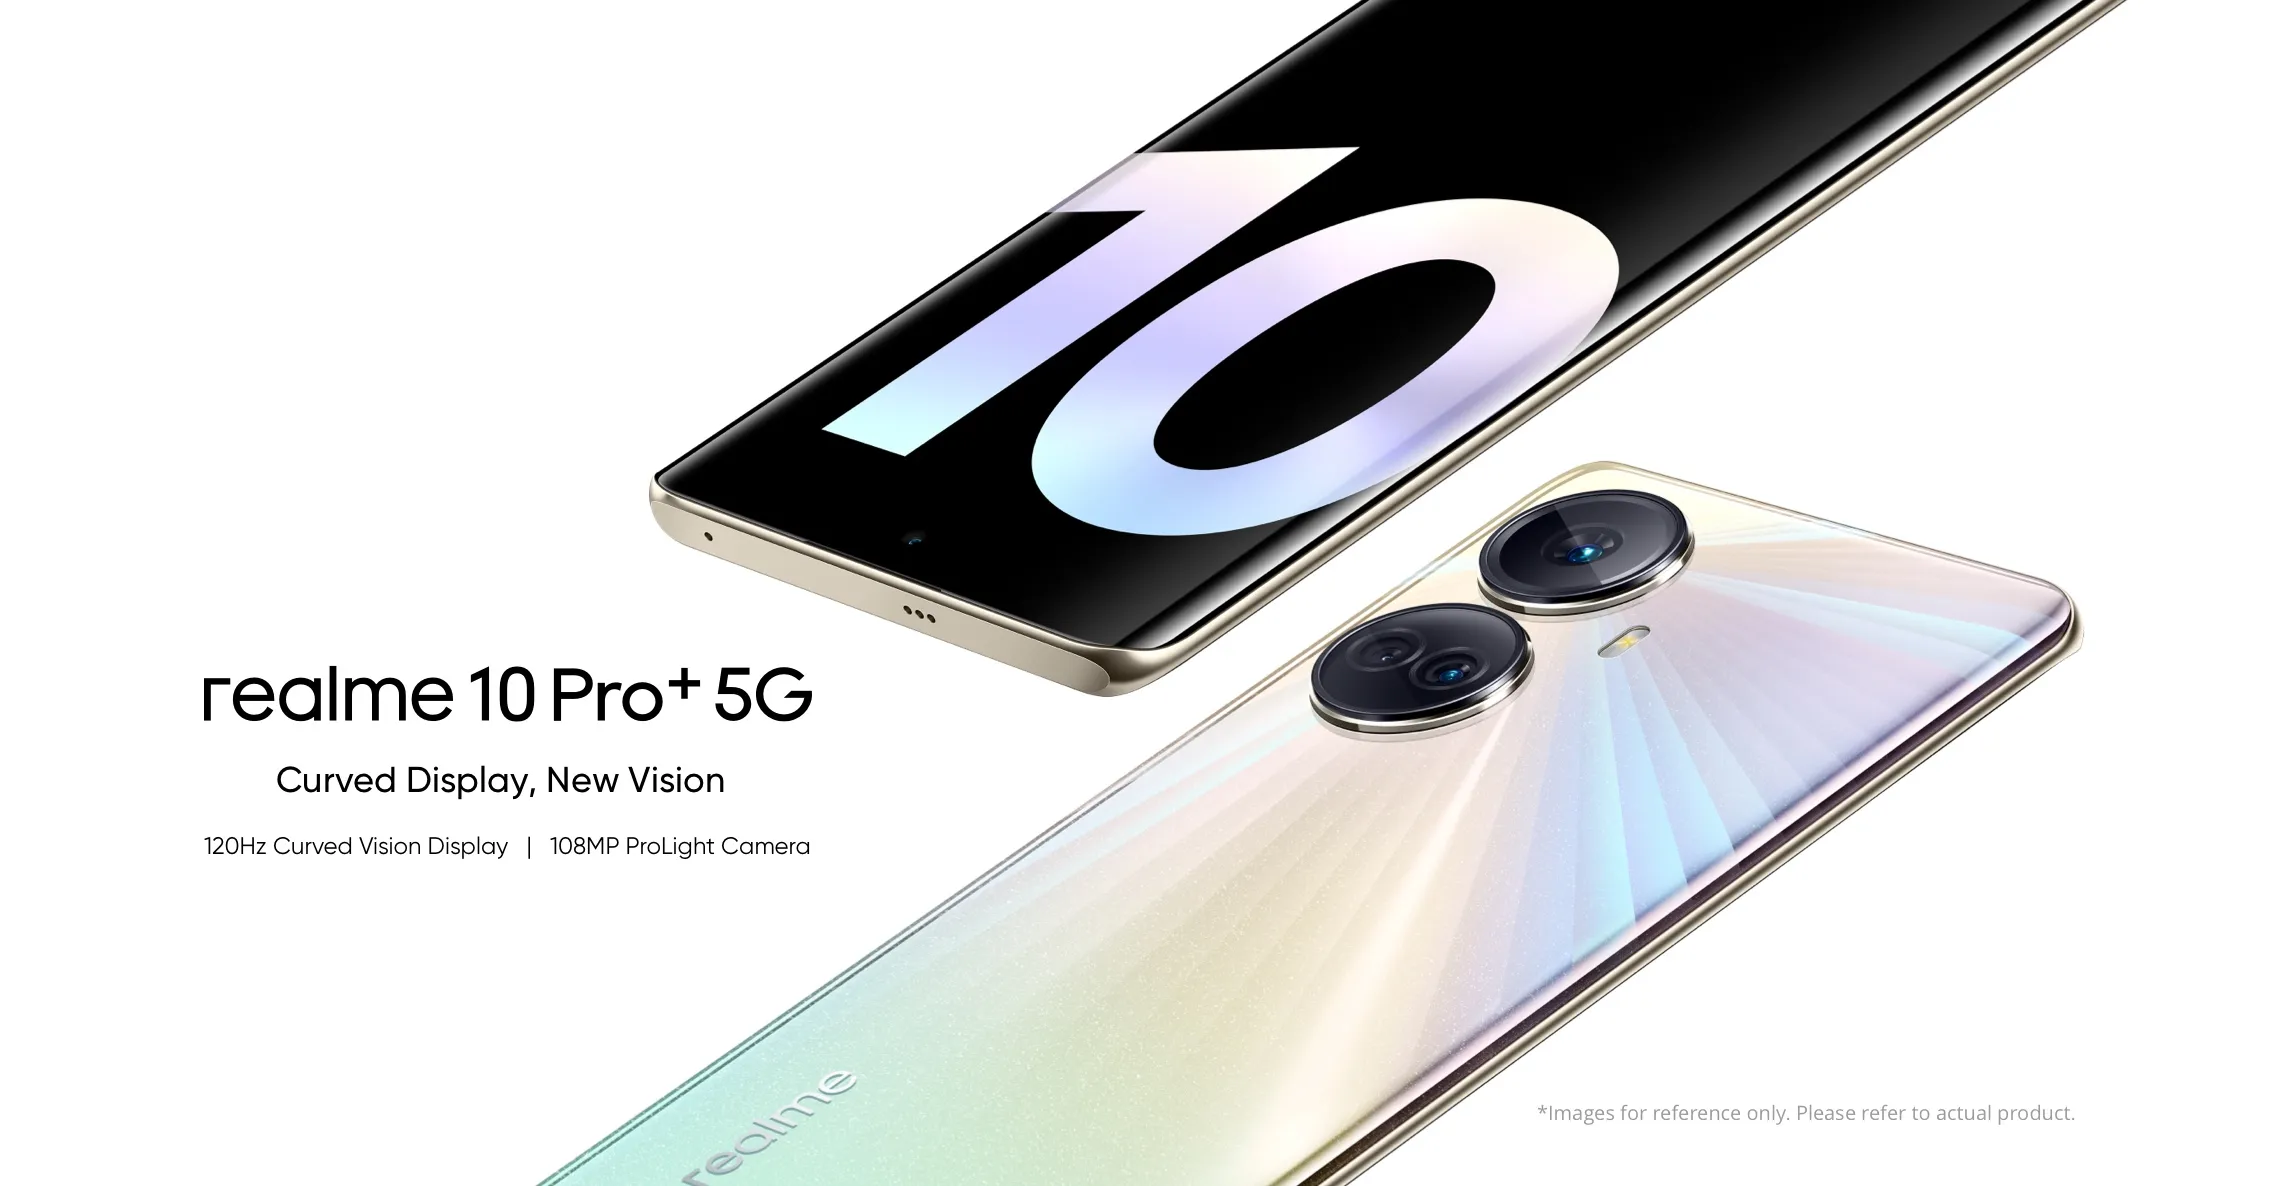 10
realme 10 Pro+ 5G
Curved Display, New Vision
120Hz Curved Vision Display | 108MP ProLight Camera
realme
*Images for reference only. Please refer to actual product.